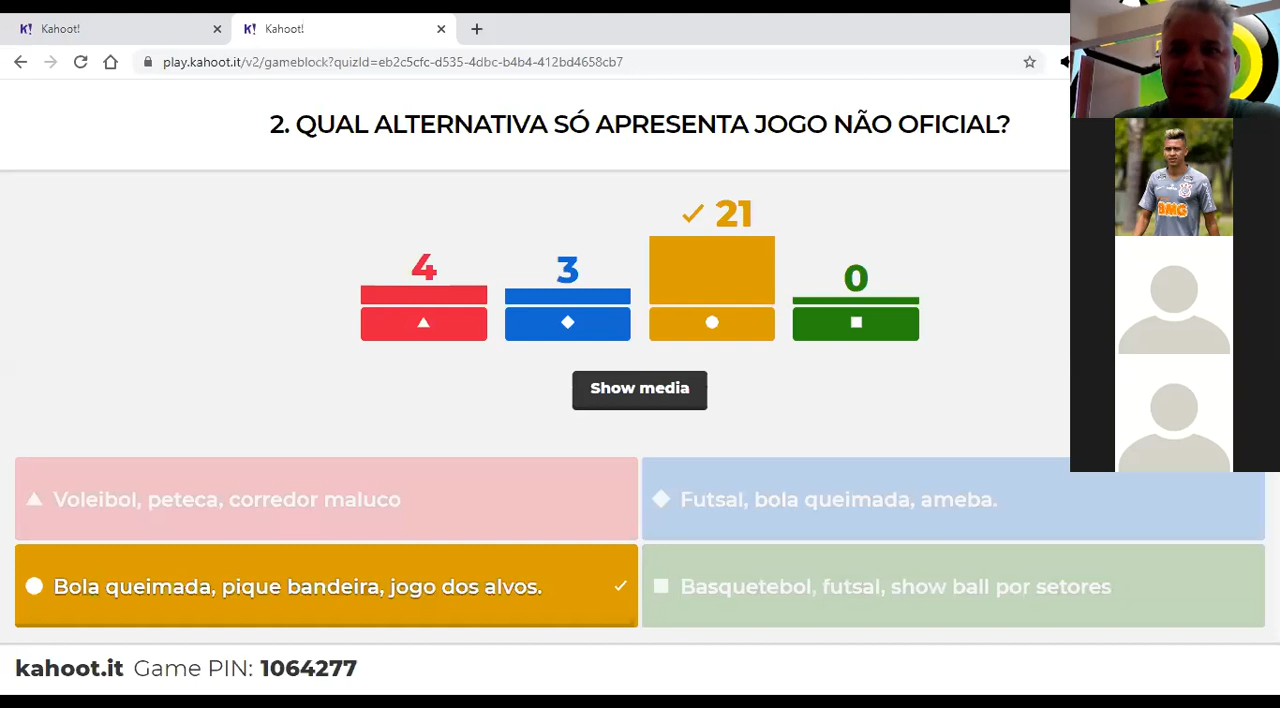 K! Kahoot!
K! Kahoot!
play.kahoot.it/v2/gameblock?quizId=eb2c5cfc-d535-4dbc-b4b4-412bd4658cb7
2. QUAL ALTERNATIVA SÓ APRESENTA JOGO NÃO OFICIAL?
4
3
21
0
Show media
BMG
Voleibol, peteca, corredor maluco
Futsal, bola queimada, ameba.
Bola queimada, pique bandeira, jogo dos alvos.
Basquetebol, futsal, show ball por setores
kahoot.it Game PIN: 1064277